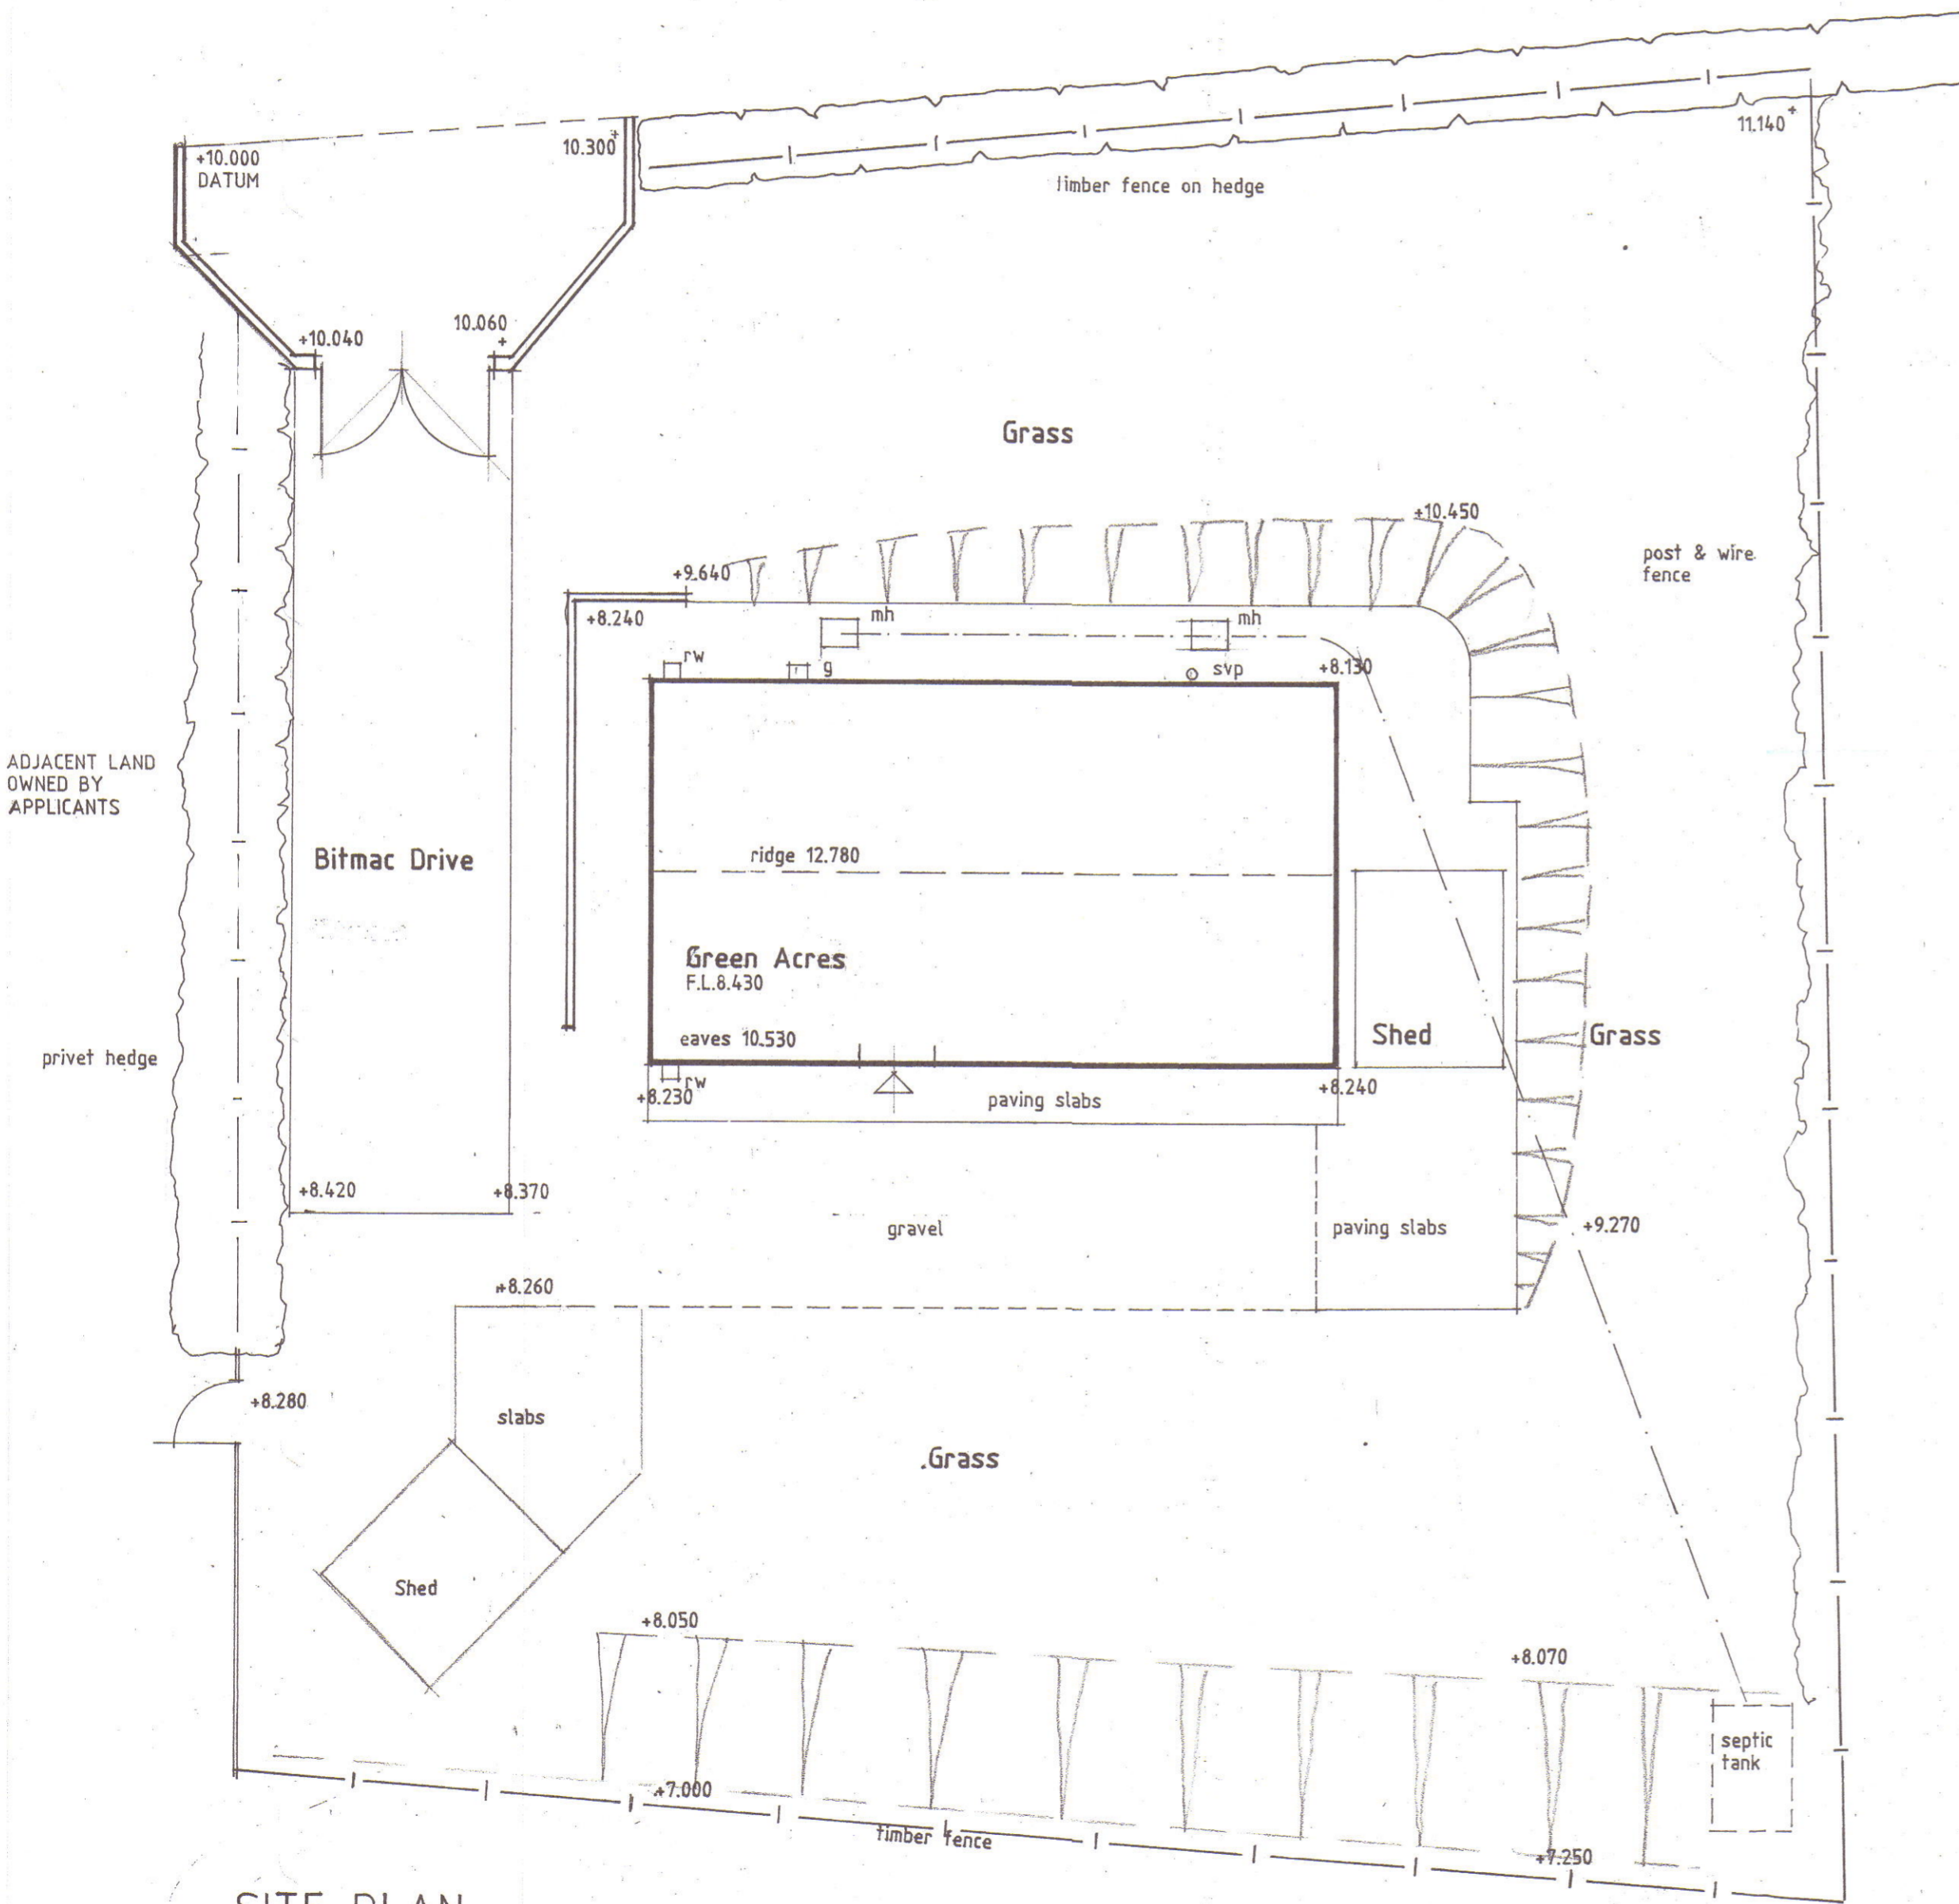 +10.000
DATUM
10.300
+
11.140
+
timber fence on hedge
+10.040
10.060
+
Grass
+10.450
post & wire
fence
+9.640
+8.240
mh
mh
rw
g
svp
+8.130
ADJACENT LAND
OWNED BY
APPLICANTS
Bitmac Drive
ridge 12.780
Green Acres
F.L.8.430
eaves 10.530
Shed
Grass
privet hedge
rw
+8.230
paving slabs
+8.240
+8.420
+8.370
gravel
paving slabs
+9.270
+8.260
+8.280
slabs
Grass
Shed
+8.050
+8.070
septic
tank
+7.000
timber fence
+7.250
SITE PLAN